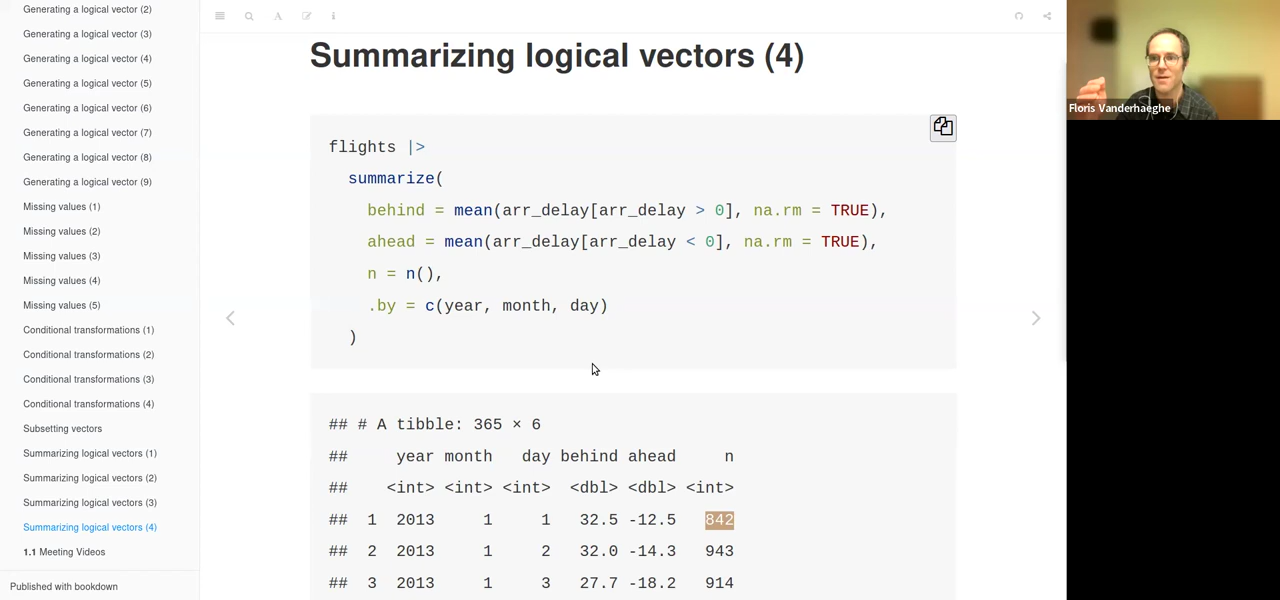 Generating a logical vector (2)
Generating a logical vector (3)
Generating a logical vector (4)
Generating a logical vector (5)
Generating a logical vector (6)
Generating a logical vector (7)
Generating a logical vector (8)
Generating a logical vector (9)
Missing values (1)
Missing values (2)
Missing values (3)
Missing values (4)
Missing values (5)
Conditional transformations (1)
Conditional transformations (2)
Conditional transformations (3)
Conditional transformations (4)
Subsetting vectors
Summarizing logical vectors (1)
Summarizing logical vectors (2)
Summarizing logical vectors (3)
Summarizing logical vectors (4)
1.1 Meeting Videos
Published with bookdown
Summarizing logical vectors (4)
flights |>
  summarize(
    behind = mean(arr_delay[arr_delay > 0], na.rm = TRUE),
    ahead = mean(arr_delay[arr_delay < 0], na.rm = TRUE),
    n = n(),
    .by = c(year, month, day)
  )
## # A tibble: 365 × 6
##     year month   day behind ahead     n
##    <int> <int> <int>  <dbl> <dbl> <int>
##  1  2013     1     1   32.5 -12.5   842
##  2  2013     1     2   32.0 -14.3   943
##  3  2013     1     3   27.7 -18.2   914
Floris Vanderhaeghe